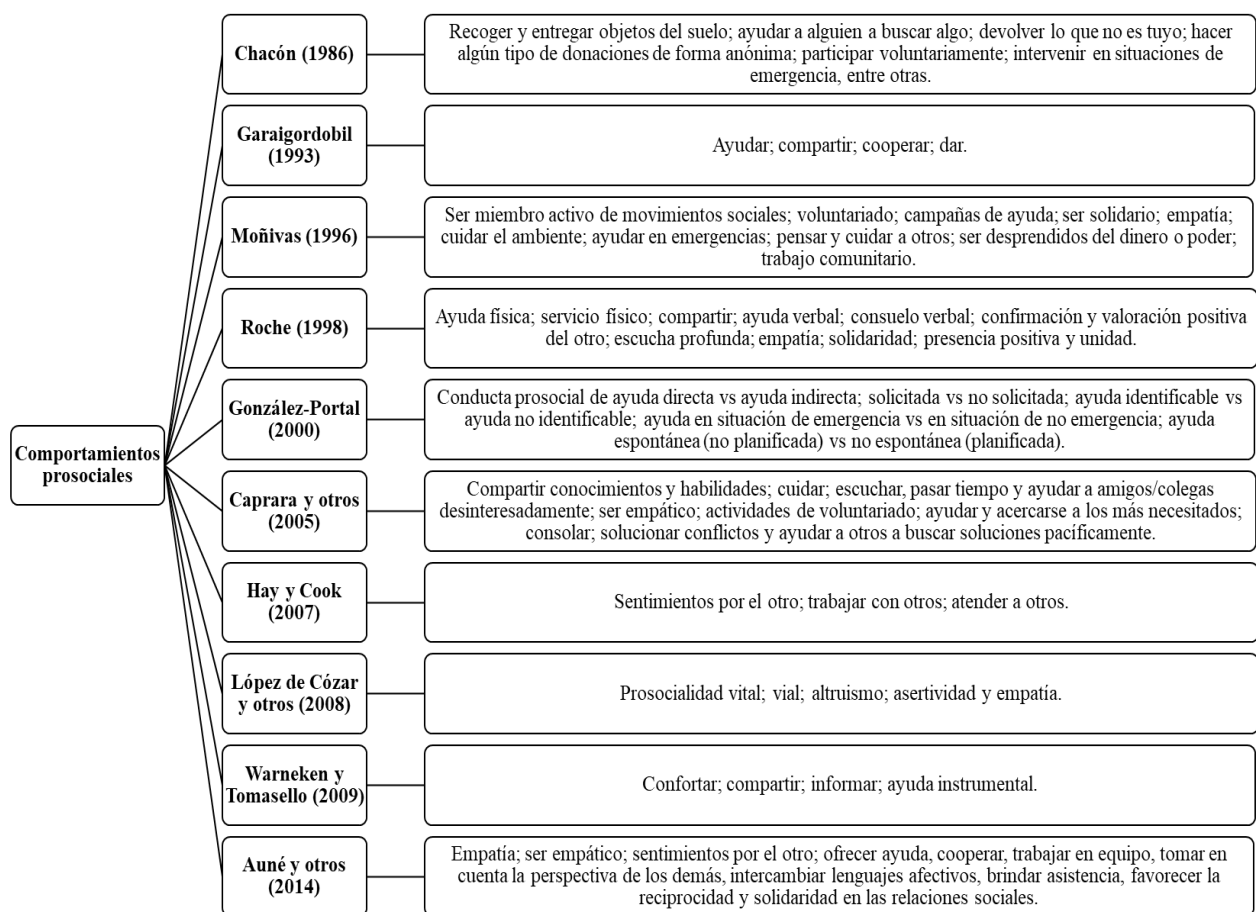 Comportamientos
prosociales
Chacón (1986)
Recoger y entregar objetos del suelo; ayudar a alguien a buscar algo; devolver lo que no es tuyo; hacer
algún tipo de donaciones de forma anónima; participar voluntariamente; intervenir en situaciones de
emergencia, entre otras.
Garaigordobil
(1993)
Ayudar; compartir; cooperar; dar.
Moñivas (1996)
Ser miembro activo de movimientos sociales; voluntariado; campañas de ayuda; ser solidario; empatía;
cuidar el ambiente; ayudar en emergencias; pensar y cuidar a otros; ser desprendidos del dinero o poder;
trabajo comunitario.
Roche (1998)
Ayuda física; servicio físico; compartir; ayuda verbal; consuelo verbal; confirmación y valoración positiva
del otro; escucha profunda; empatía; solidaridad; presencia positiva y unidad.
González-Portal
(2000)
Conducta prosocial de ayuda directa vs ayuda indirecta; solicitada vs no solicitada; ayuda identificable vs
ayuda no identificable; ayuda en situación de emergencia vs en situación de no emergencia; ayuda
espontánea (no planificada) vs no espontánea (planificada).
Caprara y otros
(2005)
Compartir conocimientos y habilidades; cuidar; escuchar, pasar tiempo y ayudar a amigos/colegas
desinteresadamente; ser empático; actividades de voluntariado; ayudar y acercarse a los más necesitados;
consolar; solucionar conflictos y ayudar a otros a buscar soluciones pacíficamente.
Hay y Cook
(2007)
Sentimientos por el otro; trabajar con otros; atender a otros.
López de Cózar
y otros (2008)
Prosocialidad vital; vial; altruismo; asertividad y empatía.
Warneken y
Tomasello (2009)
Confortar; compartir; informar; ayuda instrumental.
Auné y otros
(2014)
Empatía; ser empático; sentimientos por el otro; ofrecer ayuda, cooperar, trabajar en equipo, tomar en
cuenta la perspectiva de los demás, intercambiar lenguajes afectivos, brindar asistencia, favorecer la
reciprocidad y solidaridad en las relaciones sociales.